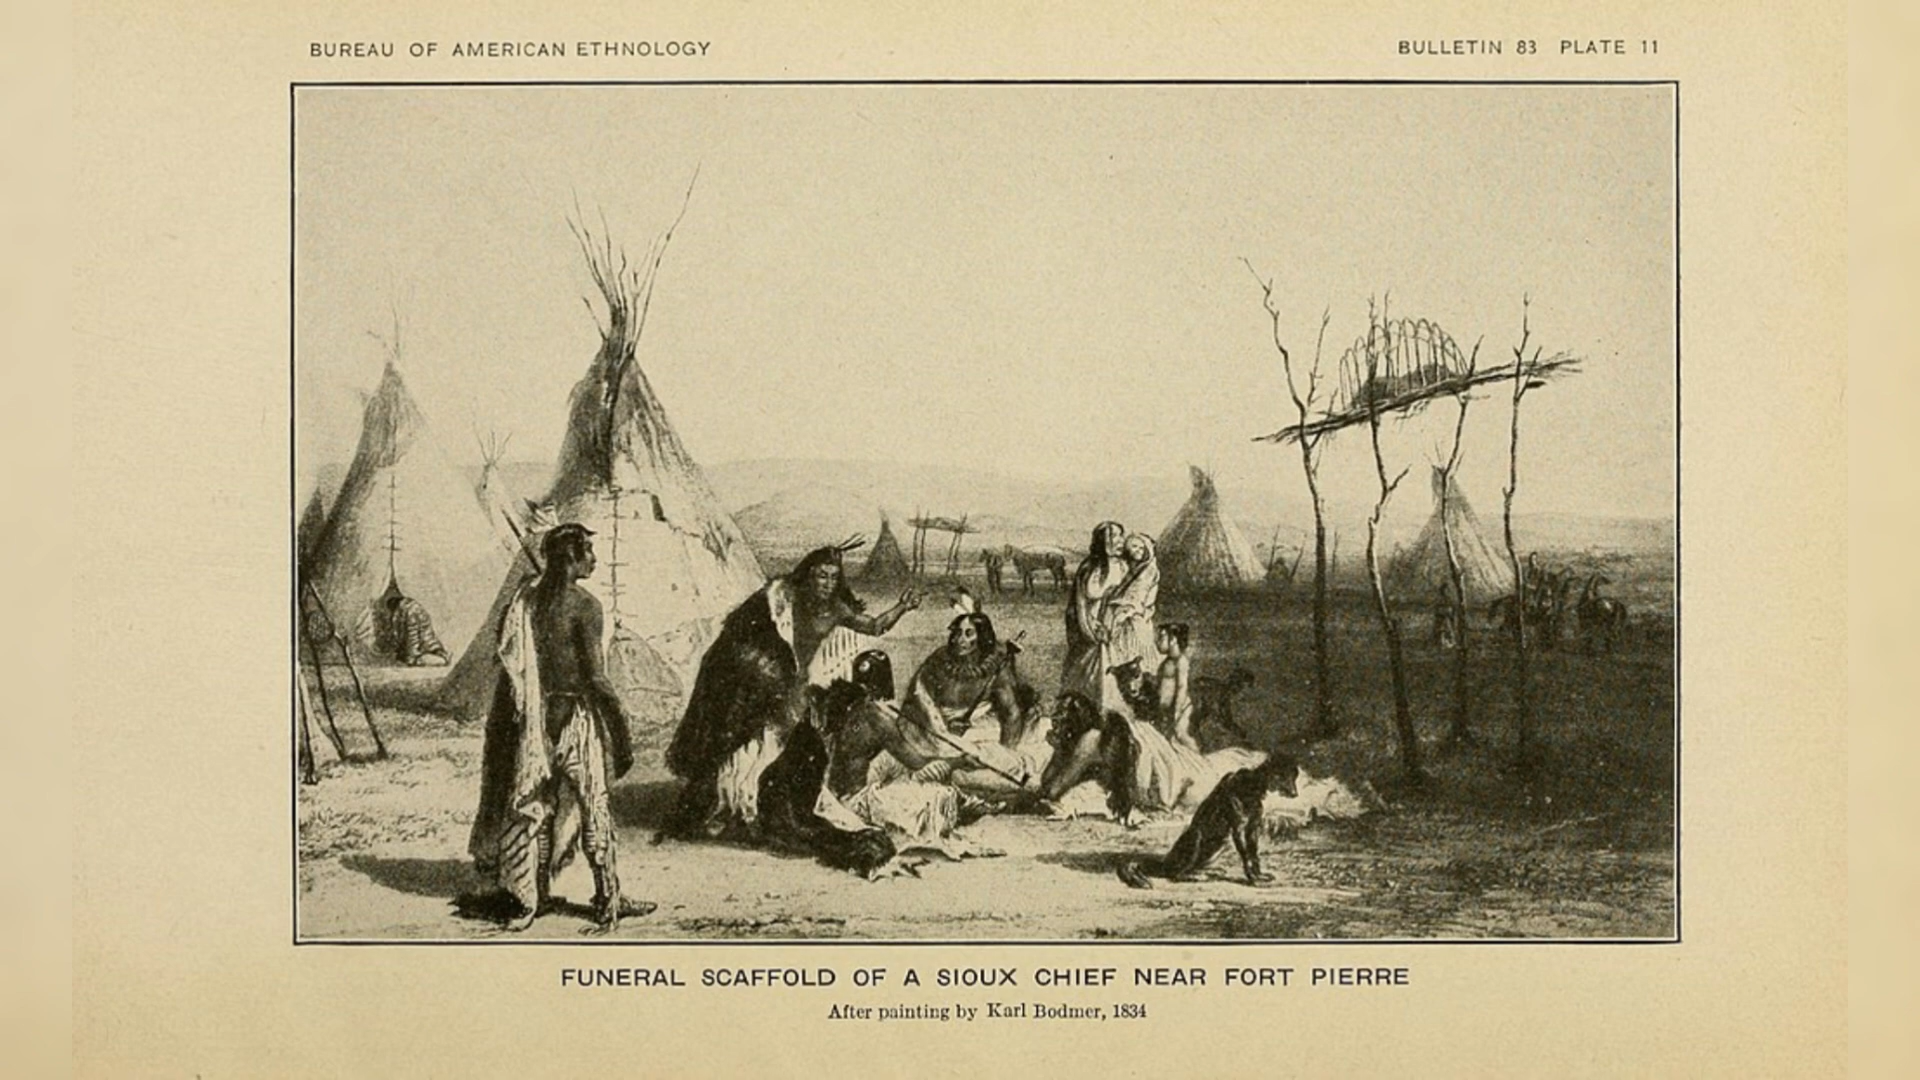 BUREAU OF AMERICAN ETHNOLOGY
BULLETIN 83 PLATE 11
FUNERAL SCAFFOLD OF A SIOUX CHIEF NEAR FORT PIERRE
After painting by Karl Bodmer, 1834